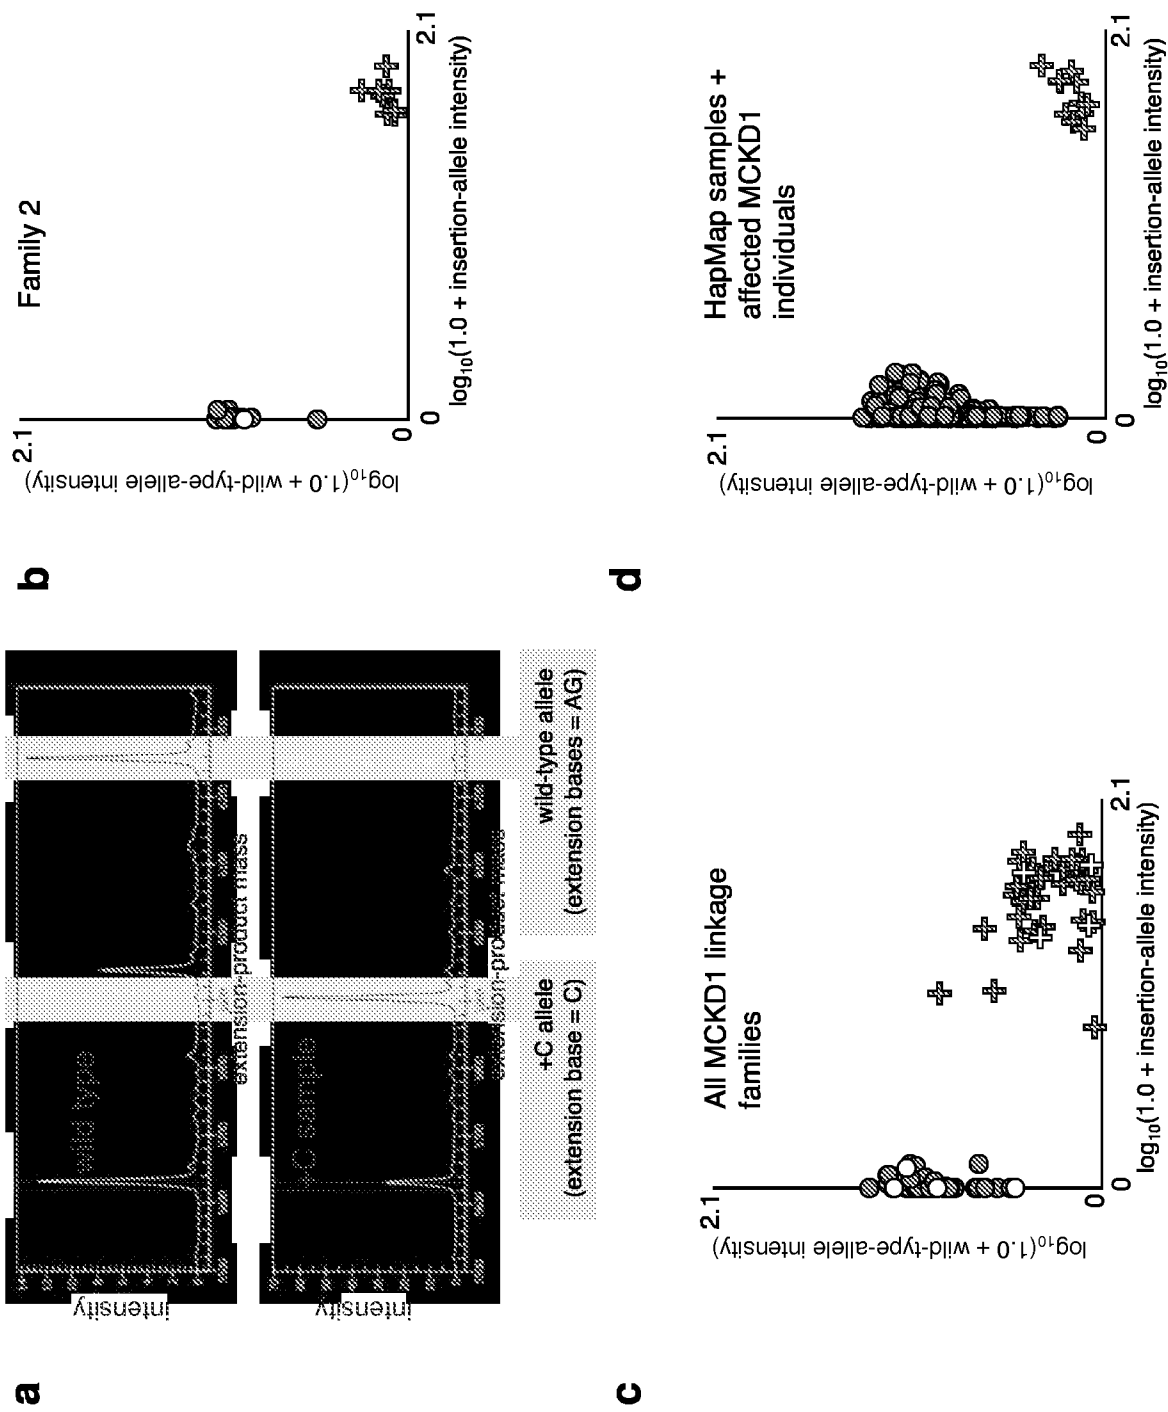 a
intensity
wild type
extension-product mass
intensity
+C sample
extension-product mass
+C allele
(extension base = C)
wild-type allele
(extension bases = AG)
b
Family 2
2.1
log10(1.0 + wild-type-allele intensity)
0
0
2.1
log10(1.0 + insertion-allele intensity)
c
All MCKD1 linkage
families
2.1
log10(1.0 + wild-type-allele intensity)
0
0
2.1
log10(1.0 + insertion-allele intensity)
d
HapMap samples +
affected MCKD1
individuals
2.1
log10(1.0 + wild-type-allele intensity)
0
0
2.1
log10(1.0 + insertion-allele intensity)